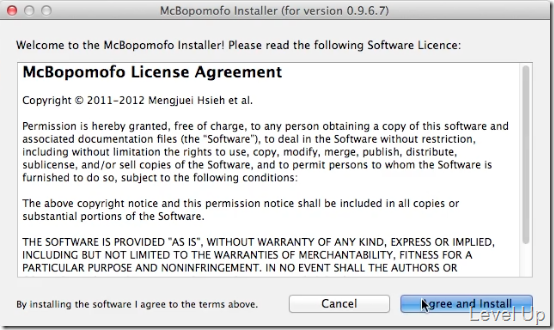 McBopomofo Installer (for version 0.9.6.7)
Welcome to the McBopomofo Installer! Please read the following Software Licence:
McBopomofo License Agreement
Copyright © 2011-2012 Mengjuei Hsieh et al.
Permission is hereby granted, free of charge, to any person obtaining a copy of this software and
associated documentation files (the "Software"), to deal in the Software without restriction,
including without limitation the rights to use, copy, modify, merge, publish, distribute,
sublicense, and/or sell copies of the Software, and to permit persons to whom the Software is
furnished to do so, subject to the following conditions:
The above copyright notice and this permission notice shall be included in all copies or
substantial portions of the Software.
THE SOFTWARE IS PROVIDED "AS IS", WITHOUT WARRANTY OF ANY KIND, EXPRESS OR IMPLIED,
INCLUDING BUT NOT LIMITED TO THE WARRANTIES OF MERCHANTABILITY, FITNESS FOR A
PARTICULAR PURPOSE AND NONINFRINGEMENT. IN NO EVENT SHALL THE AUTHORS OR
By installing the software I agree to the terms above.
Cancel
Agree and Install
Level Up